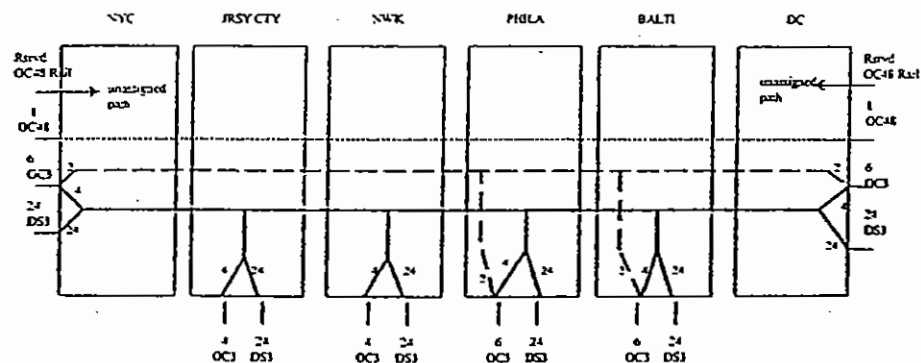 NYC JRSY CTY NWK PHILA BALTI DC
Rsrvd
OC48 Rstl
unassigned
path
1
OC48
6
OC3
2
4
24
DS3
24
4 24
4 24
2 4 24
2 4 24
4 24
OC3 DS3
4 24
OC3 DS3
6 24
OC3 DS3
6 24
OC3 DS3
Rsrvd
OC48 Rstl
unassigned
path
1
OC48
2
6
OC3
4
24
DS3
24